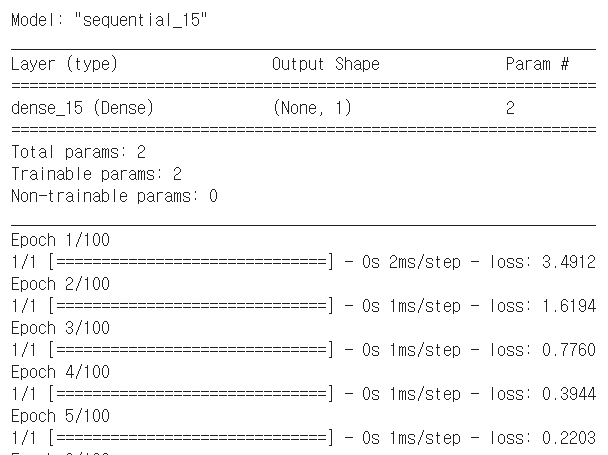 Model: "sequential_15"
Layer (type) Output Shape Param #
=================================================================
dense_15 (Dense) (None, 1) 2
=================================================================
Total params: 2
Trainable params: 2
Non-trainable params: 0
Epoch 1/100
1/1 [==============================] - 0s 2ms/step - loss: 3.4912
Epoch 2/100
1/1 [==============================] - 0s 1ms/step - loss: 1.6194
Epoch 3/100
1/1 [==============================] - 0s 1ms/step - loss: 0.7760
Epoch 4/100
1/1 [==============================] - 0s 1ms/step - loss: 0.3944
Epoch 5/100
1/1 [==============================] - 0s 1ms/step - loss: 0.2203